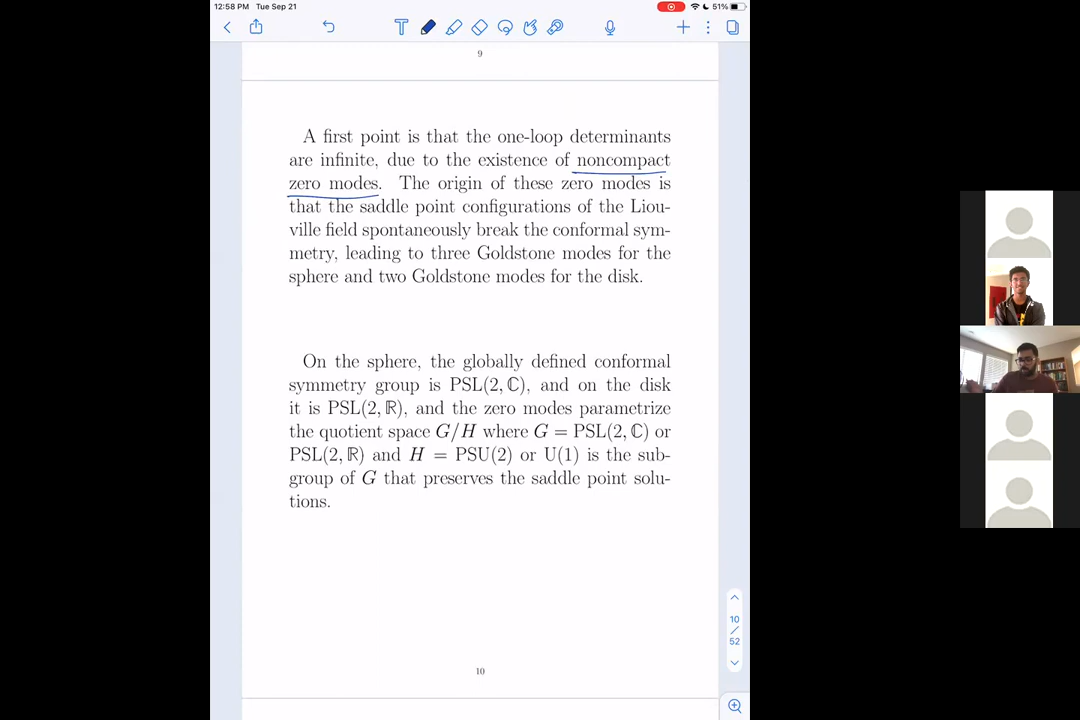 12:58 PM Tue Sep 21
51%
9
A first point is that the one-loop determinants
are infinite, due to the existence of noncompact
zero modes. The origin of these zero modes is
that the saddle point configurations of the Liou-
ville field spontaneously break the conformal sym-
metry, leading to three Goldstone modes for the
sphere and two Goldstone modes for the disk.
On the sphere, the globally defined conformal
symmetry group is PSL(2, ℂ), and on the disk
it is PSL(2, ℝ), and the zero modes parametrize
the quotient space G/H where G = PSL(2, ℂ) or
PSL(2, ℝ) and H = PSU(2) or U(1) is the sub-
group of G that preserves the saddle point solu-
tions.
10
/
52
10